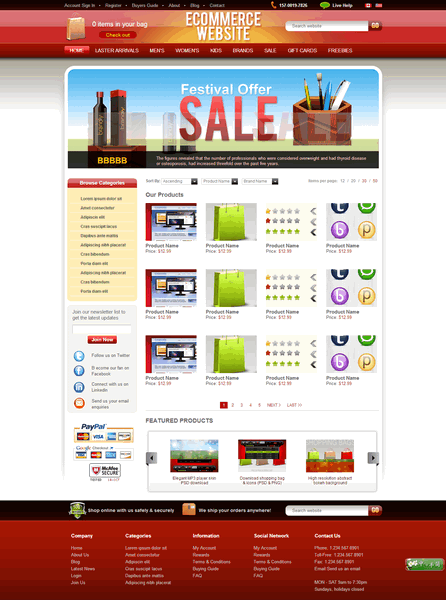 Account Sign In • Register • Buyers Guide • About • Blog • Contact
157-0819-7826
Live Help
0 items in your bag
Check out
ECOMMERCE
WEBSITE
Search website
GO
HOME LASTER ARRIVALS MEN'S WOMEN'S KIDS BRANDS SALE GIFT CARDS FREEBIES
Festival Offer
SALE
BBBBB
The figures revealed that the number of professionals who were considered overweight and had thyroid disease
or osteoporosis, had increased threefold over the past five years.
Browse Categories
Lorem ipsum dolor sit
Amet consectetur
Adipiscin elit
Cras suscipit lacus
Dapibus ante mattis
Adipiscing nibh placerat
Cras bibendum
Porta diam elit
Adipiscing nibh placerat
Cras bibendum
Porta diam elit
Sort By: Ascending Product Name Brand Name
Items per page: 12 / 20 / 30 / 50
Our Products
Product Name Product Name Product Name Product Name
Price: $12.99 Price: $12.99 Price: $12.99 Price: $12.99
Product Name Product Name Product Name Product Name
Price: $12.99 Price: $12.99 Price: $12.99 Price: $12.99
Product Name Product Name Product Name Product Name
Price: $12.99 Price: $12.99 Price: $12.99 Price: $12.99
1 2 3 4 5 NEXT > LAST >>
Join our newsletter list to
get the latest updates
Join Now
Follow us on Twitter
B ecome our fan on
Facebook
Connect with us on
LinkedIn
Send us your email
enquiries
PayPal
VISA
Google Checkout
VISA
McAfee
SECURE
FEATURED PRODUCTS
Elegant MP3 player skin
PSD download
Download shopping bag
& icons (PSD & PNG)
High resolution abstract
boram background
Shop online with us safely & securely
We ship your orders anywhere!
Search website
GO
Company
Home
About Us
Blog
Latest News
Login
Join Us
Categories
Lorem ipsum dolor sit
Amet consectetur
Adipiscin elit
Cras suscipit lacus
Dapibus ante mattis
Adipiscing nibh placerat
Information
My Account
Rewards
Terms & Conditions
Buying Guide
FAQ
Social Network
My Account
Rewards
Terms & Conditions
Buying Guide
FAQ
Contact Us
Phone. 1.234.567.8901
Toll-Free. 1.234.567.8901
Fax. 1.234.567.8901
Email Send us an email
MON - SAT 9am to 7:30pm
Sundays, holidays closed